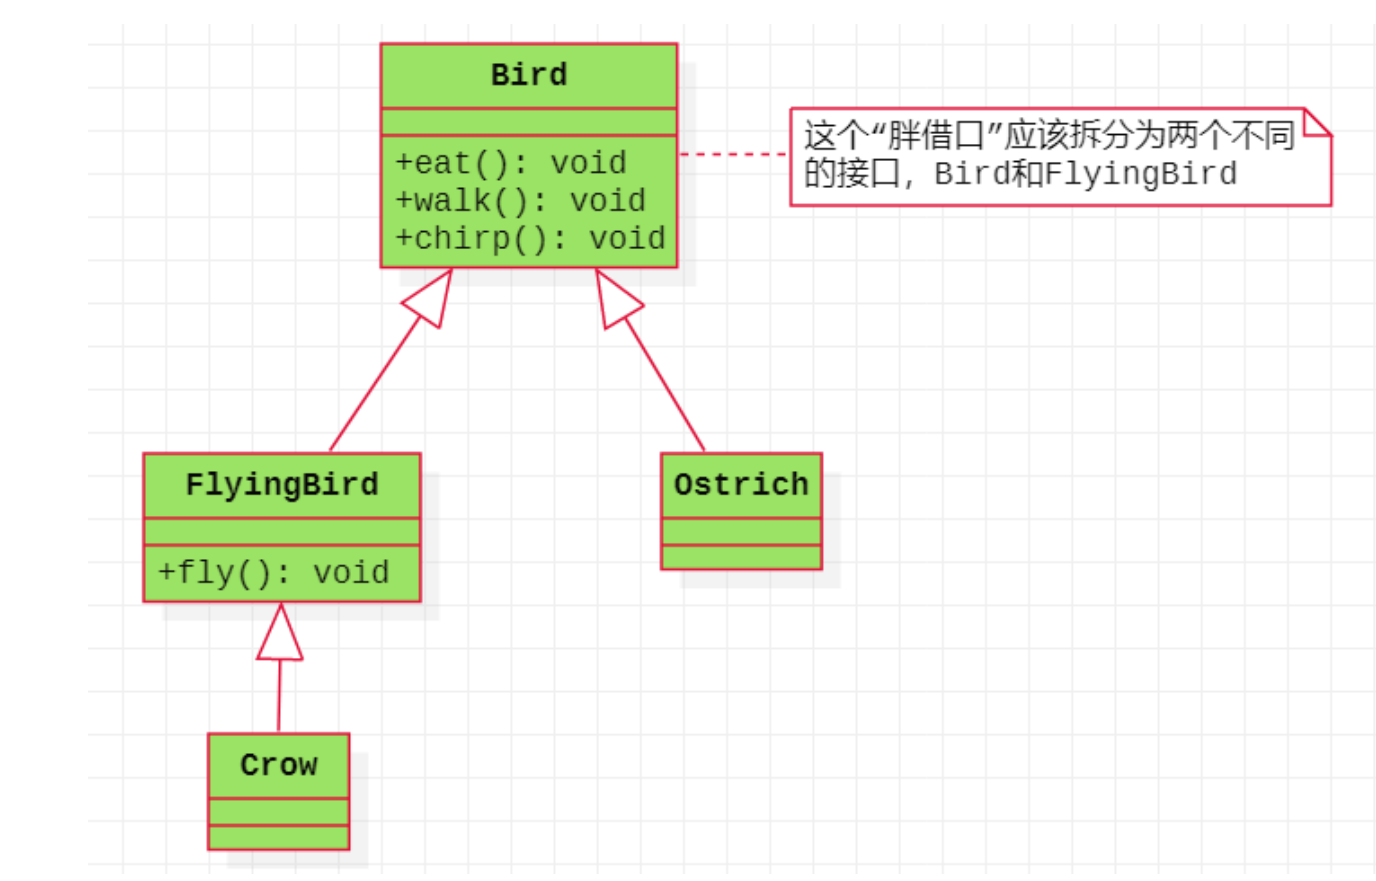 Bird
+eat(): void
+walk(): void
+chirp(): void
这个“胖借口”应该拆分为两个不同
的接口, Bird和FlyingBird
FlyingBird
+fly(): void
Ostrich
Crow